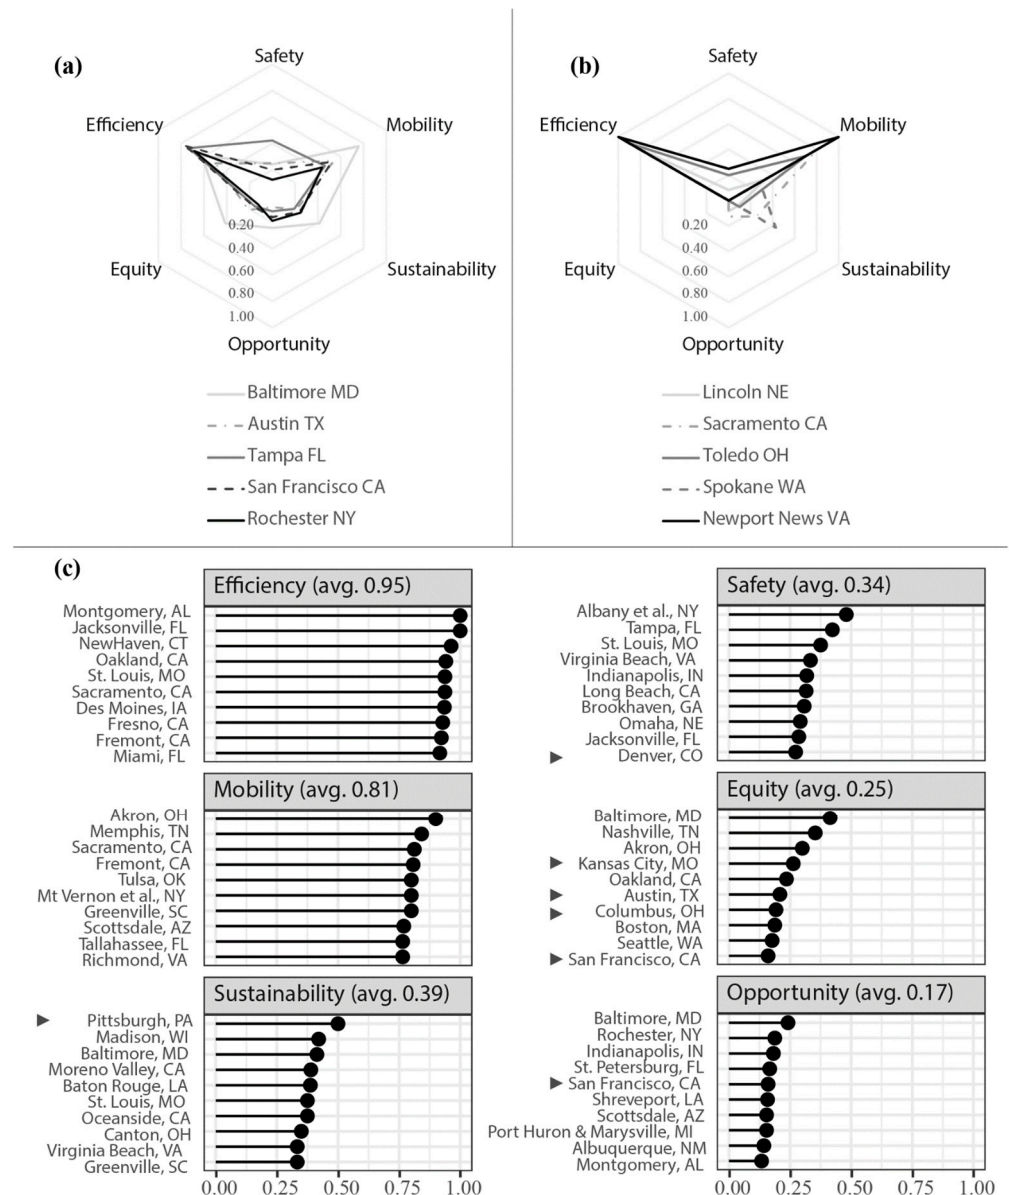 (a)
Safety
Efficiency
Mobility
0.20
0.40
0.60
0.80
1.00
Equity
Sustainability
Opportunity
Baltimore MD
Austin TX
Tampa FL
San Francisco CA
Rochester NY
(b)
Safety
Efficiency
Mobility
0.20
0.40
0.60
0.80
1.00
Equity
Sustainability
Opportunity
Lincoln NE
Sacramento CA
Toledo OH
Spokane WA
Newport News VA
(c)
Efficiency (avg. 0.95)
Montgomery, AL
Jacksonville, FL
NewHaven, CT
Oakland, CA
St. Louis, MO
Sacramento, CA
Des Moines, IA
Fresno, CA
Fremont, CA
Miami, FL
Mobility (avg. 0.81)
Akron, OH
Memphis, TN
Sacramento, CA
Fremont, CA
Tulsa, OK
Mt Vernon et al., NY
Greenville, SC
Scottsdale, AZ
Tallahassee, FL
Richmond, VA
Sustainability (avg. 0.39)
Pittsburgh, PA
Madison, WI
Baltimore, MD
Moreno Valley, CA
Baton Rouge, LA
St. Louis, MO
Oceanside, CA
Canton, OH
Virginia Beach, VA
Greenville, SC
0.00 0.25 0.50 0.75 1.00
Safety (avg. 0.34)
Albany et al., NY
Tampa, FL
St. Louis, MO
Virginia Beach, VA
Indianapolis, IN
Long Beach, CA
Brookhaven, GA
Omaha, NE
Jacksonville, FL
Denver, CO
Equity (avg. 0.25)
Baltimore, MD
Nashville, TN
Akron, OH
Kansas City, MO
Oakland, CA
Austin, TX
Columbus, OH
Boston, MA
Seattle, WA
San Francisco, CA
Opportunity (avg. 0.17)
Baltimore, MD
Rochester, NY
Indianapolis, IN
St. Petersburg, FL
San Francisco, CA
Shreveport, LA
Scottsdale, AZ
Port Huron & Marysville, MI
Albuquerque, NM
Montgomery, AL
0.00 0.25 0.50 0.75 1.00